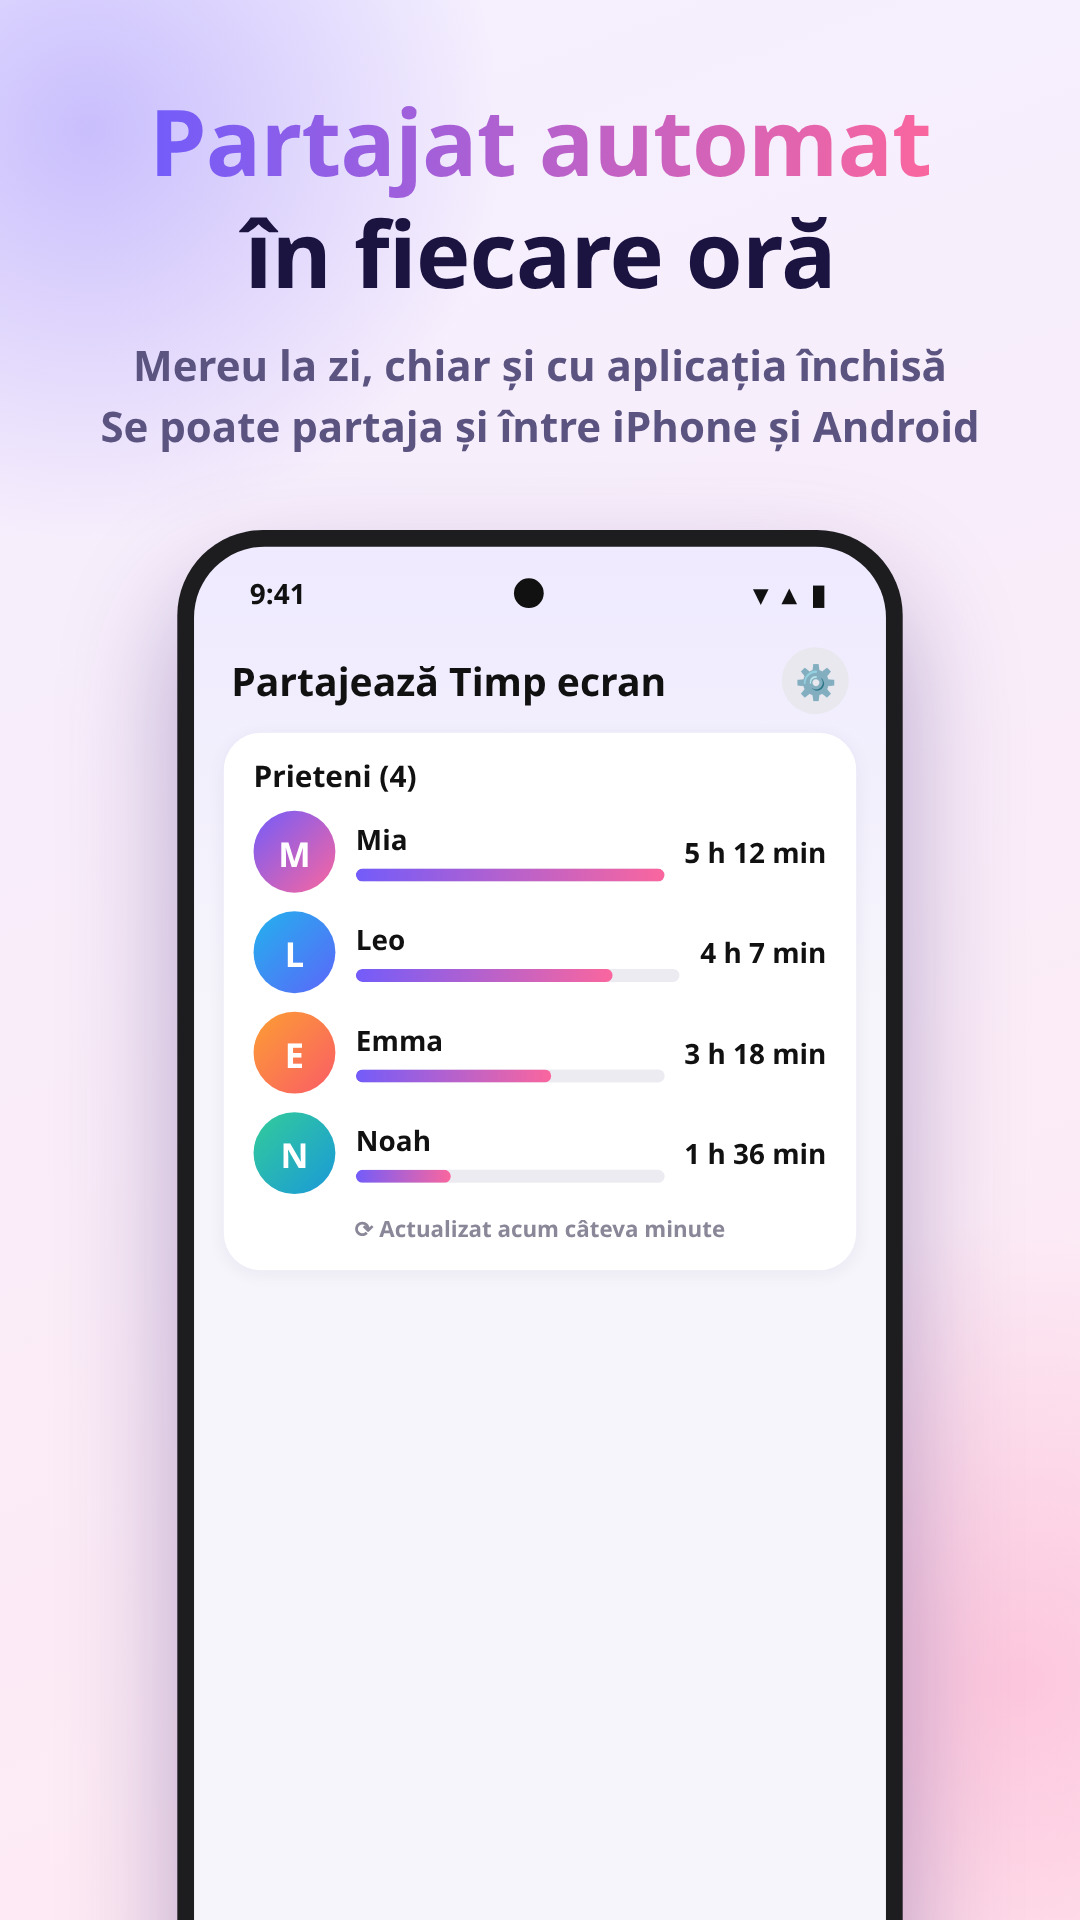 Partajat automat
în fiecare oră
Mereu la zi, chiar și cu aplicația închisă
Se poate partaja și între iPhone și Android
9:41
Partajează Timp ecran
Prieteni (4)
M
Mia
5 h 12 min
L
Leo
4 h 7 min
E
Emma
3 h 18 min
N
Noah
1 h 36 min
⟳ Actualizat acum câteva minute